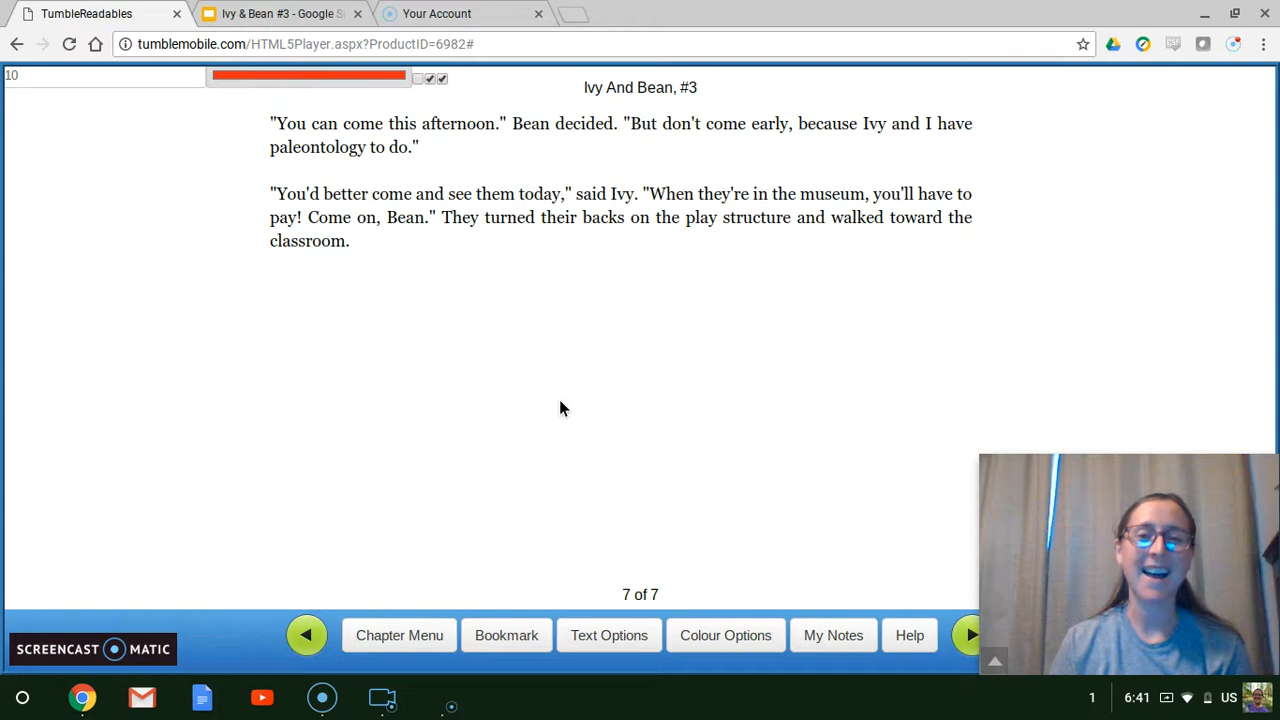 TumbleReadables
Ivy & Bean #3 - Google S
Your Account
tumblemobile.com/HTML5Player.aspx?ProductID=6982#
10
Ivy And Bean, #3
"You can come this afternoon." Bean decided. "But don't come early, because Ivy and I have
paleontology to do."
"You'd better come and see them today," said Ivy. "When they're in the museum, you'll have to
pay! Come on, Bean." They turned their backs on the play structure and walked toward the
classroom.
7 of 7
Chapter Menu
Bookmark
Text Options
Colour Options
My Notes
Help
SCREENCAST MATIC
1
6:41
US